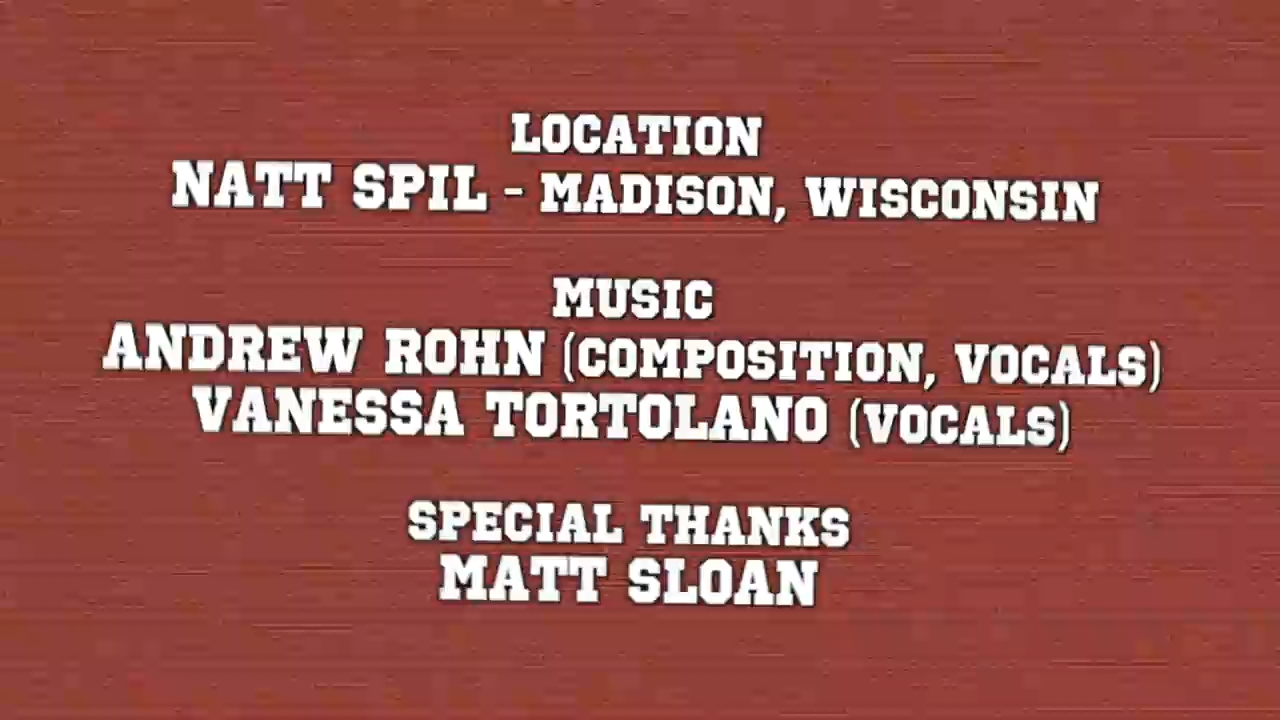 LOCATION
NATT SPIL - MADISON, WISCONSIN
MUSIC
ANDREW ROHN (COMPOSITION, VOCALS)
VANESSA TORTOLANO (VOCALS)
SPECIAL THANKS
MATT SLOAN